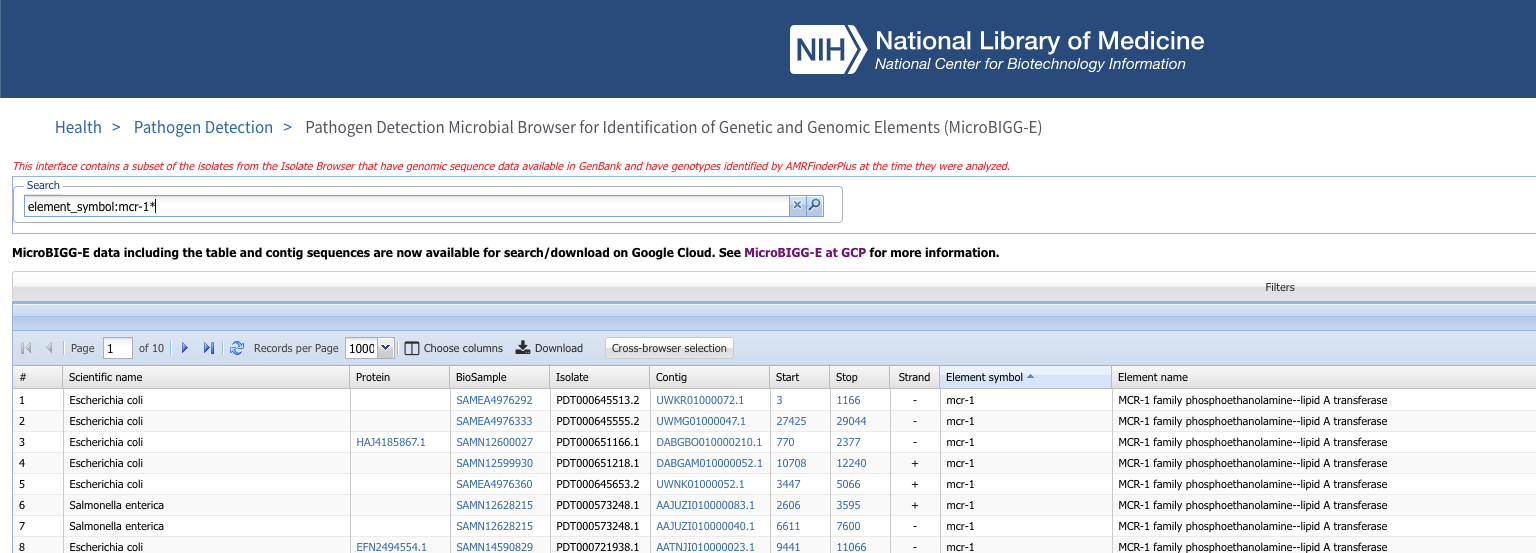 NIH National Library of Medicine
National Center for Biotechnology Information
Health > Pathogen Detection > Pathogen Detection Microbial Browser for Identification of Genetic and Genomic Elements (MicroBIGG-E)
This interface contains a subset of the isolates from the Isolate Browser that have genomic sequence data available in GenBank and have genotypes identified by AMRFinderPlus at the time they were analyzed.
Search
element_symbol:mcr-1*
MicroBIGG-E data including the table and contig sequences are now available for search/download on Google Cloud. See MicroBIGG-E at GCP for more information.
Filters
Page 1 of 10 Records per Page 1000 Choose columns Download Cross-browser selection
# Scientific name Protein BioSample Isolate Contig Start Stop Strand Element symbol Element name
1 Escherichia coli SAMEA4976292 PDT000645513.2 UWKR01000072.1 3 1166 - mcr-1 MCR-1 family phosphoethanolamine--lipid A transferase
2 Escherichia coli SAMEA4976333 PDT000645555.2 UWMG01000047.1 27425 29044 - mcr-1 MCR-1 family phosphoethanolamine--lipid A transferase
3 Escherichia coli HAJ4185867.1 SAMN12600027 PDT000651166.1 DABGBO010000210.1 770 2377 - mcr-1 MCR-1 family phosphoethanolamine--lipid A transferase
4 Escherichia coli SAMN12599930 PDT000651218.1 DABGAM010000052.1 10708 12240 + mcr-1 MCR-1 family phosphoethanolamine--lipid A transferase
5 Escherichia coli SAMEA4976360 PDT000645653.2 UWNK01000052.1 3447 5066 + mcr-1 MCR-1 family phosphoethanolamine--lipid A transferase
6 Salmonella enterica SAMN12628215 PDT000573248.1 AAJUZI010000083.1 2606 3595 + mcr-1 MCR-1 family phosphoethanolamine--lipid A transferase
7 Salmonella enterica SAMN12628215 PDT000573248.1 AAJUZI010000040.1 6611 7600 - mcr-1 MCR-1 family phosphoethanolamine--lipid A transferase
8 Escherichia coli EFN2494554.1 SAMN14590829 PDT000721938.1 AATNJI010000023.1 9441 11066 - mcr-1 MCR-1 family phosphoethanolamine--lipid A transferase